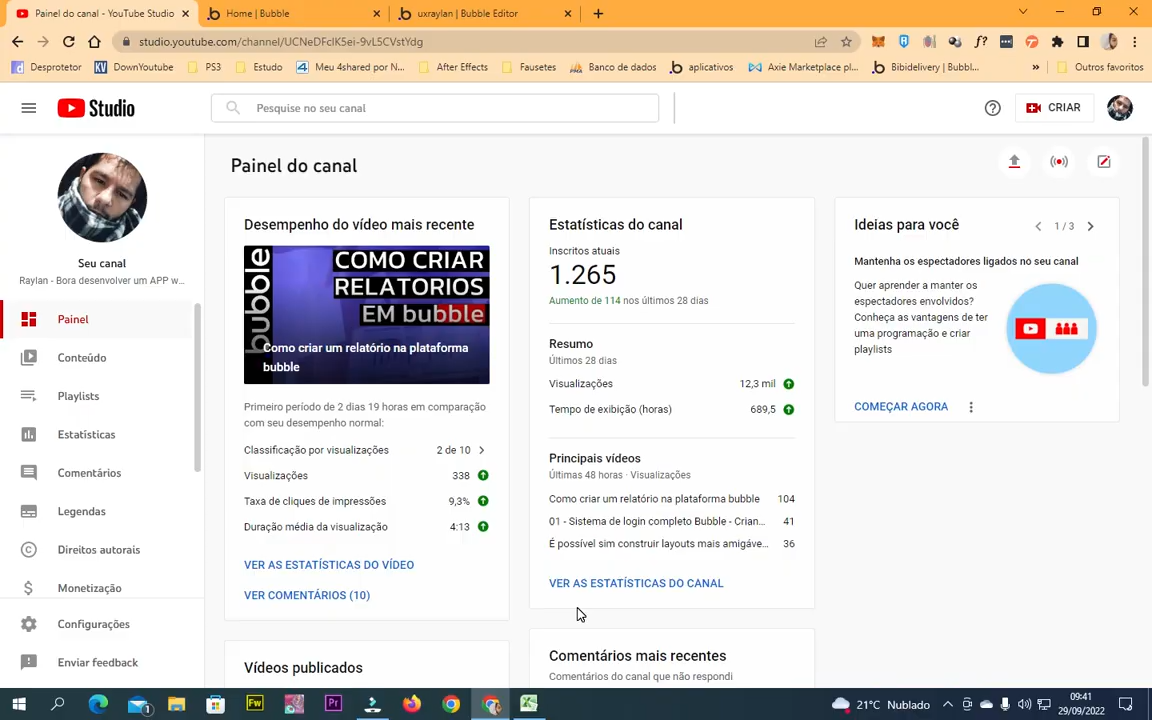 Painel do canal - YouTube Studio
Home | Bubble
uxraylan | Bubble Editor
studio.youtube.com/channel/UCNeDFclK5ei-9vL5CVstYdg
Desprotetor
DownYoutube
PS3
Estudo
Meu 4shared por N...
After Effects
Fausetes
Banco de dados
aplicativos
Axie Marketplace pl...
Bibidelivery | Bubbl...
»
Outros favoritos
Studio
Pesquise no seu canal
CRIAR
Seu canal
Raylan - Bora desenvolver um APP w...
Painel
Conteúdo
Playlists
Estatísticas
Comentários
Legendas
Direitos autorais
Monetização
Configurações
Enviar feedback
Painel do canal
Desempenho do vídeo mais recente
bubble
COMO CRIAR
RELATORIOS
EM bubble
Como criar um relatório na plataforma
bubble
Primeiro período de 2 dias 19 horas em comparação
com seu desempenho normal:
Classificação por visualizações 2 de 10
Visualizações 338
Taxa de cliques de impressões 9,3%
Duração média da visualização 4:13
VER AS ESTATÍSTICAS DO VÍDEO
VER COMENTÁRIOS (10)
Vídeos publicados
Estatísticas do canal
Inscritos atuais
1.265
Aumento de 114 nos últimos 28 dias
Resumo
Últimos 28 dias
Visualizações 12,3 mil
Tempo de exibição (horas) 689,5
Principais vídeos
Últimas 48 horas · Visualizações
Como criar um relatório na plataforma bubble 104
01 - Sistema de login completo Bubble - Crian... 41
É possível sim construir layouts mais amigáve... 36
VER AS ESTATÍSTICAS DO CANAL
Comentários mais recentes
Comentários do canal que não respondi
Ideias para você
1 / 3
Mantenha os espectadores ligados no seu canal
Quer aprender a manter os
espectadores envolvidos?
Conheça as vantagens de ter
uma programação e criar
playlists
COMEÇAR AGORA
21°C Nublado
09:41
29/09/2022